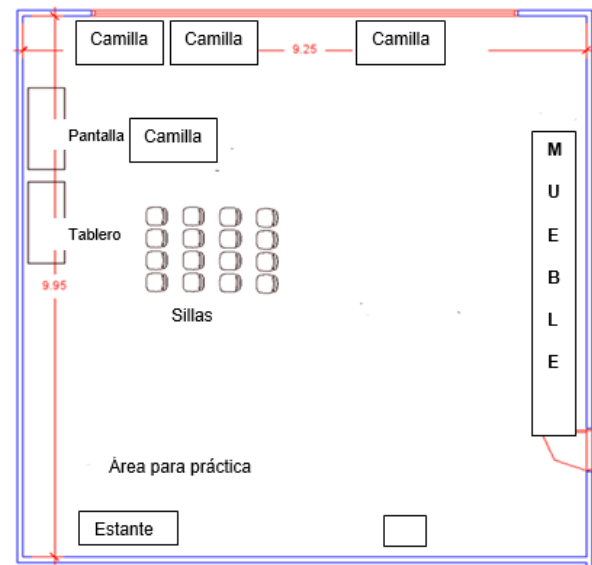 Camilla
Camilla
9.25
Camilla
Pantalla
Camilla
M
U
E
B
L
E
Tablero
9.95
Sillas
Área para práctica
Estante